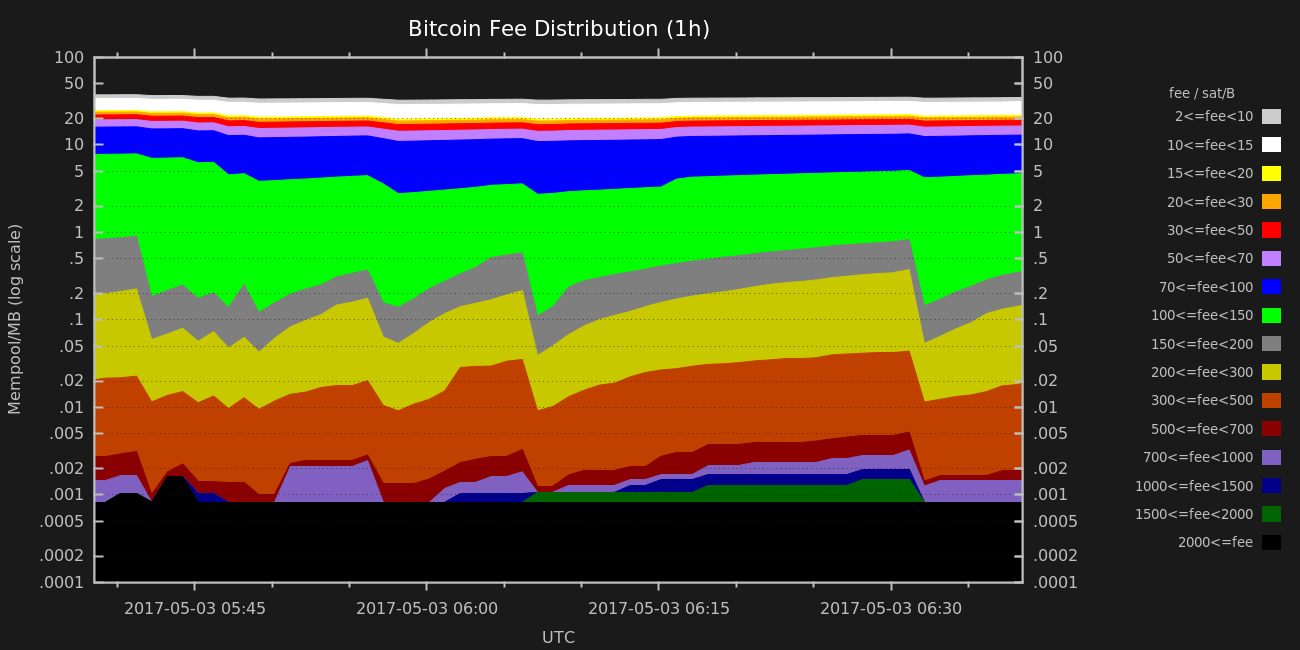 Bitcoin Fee Distribution (1h)
Mempool/MB (log scale)
100
50
20
10
5
2
1
.5
.2
.1
.05
.02
.01
.005
.002
.001
.0005
.0002
.0001
100
50
20
10
5
2
1
.5
.2
.1
.05
.02
.01
.005
.002
.001
.0005
.0002
.0001
2017-05-03 05:45
2017-05-03 06:00
2017-05-03 06:15
2017-05-03 06:30
UTC
fee / sat/B
2<=fee<10
10<=fee<15
15<=fee<20
20<=fee<30
30<=fee<50
50<=fee<70
70<=fee<100
100<=fee<150
150<=fee<200
200<=fee<300
300<=fee<500
500<=fee<700
700<=fee<1000
1000<=fee<1500
1500<=fee<2000
2000<=fee